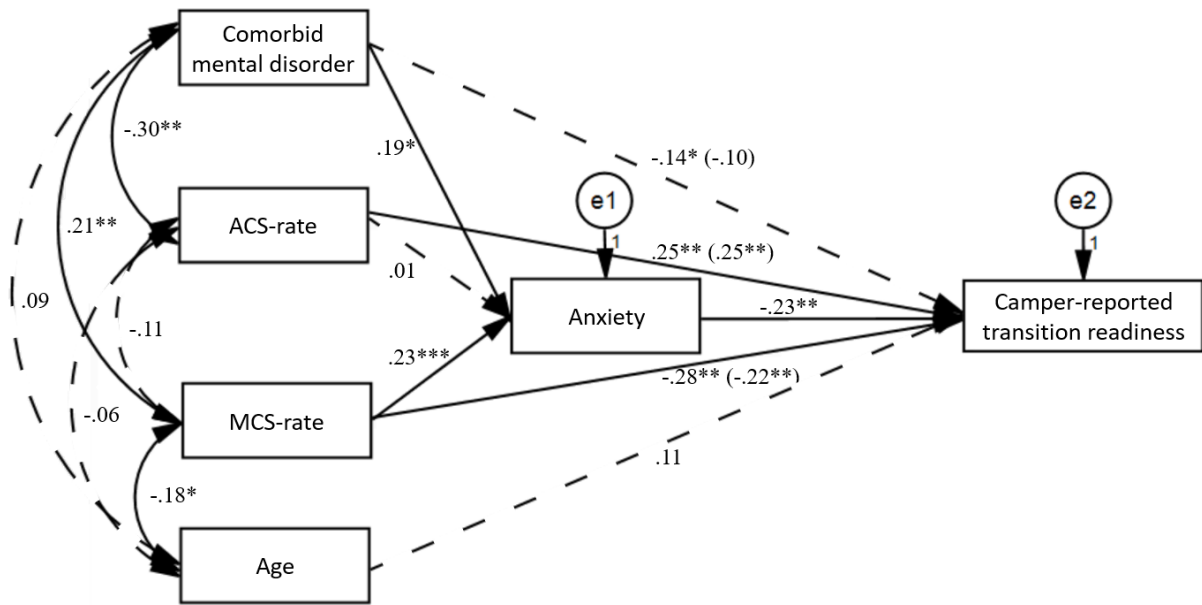 Comorbid
mental disorder
-.30**
.19*
-.14* (-.10)
e1
e2
ACS-rate
.21**
1
1
.25** (.25**)
.01
Anxiety
Camper-reported
transition readiness
.09
-.11
-.23**
.23***
-.28** (-.22**)
MCS-rate
-.06
.11
-.18*
Age